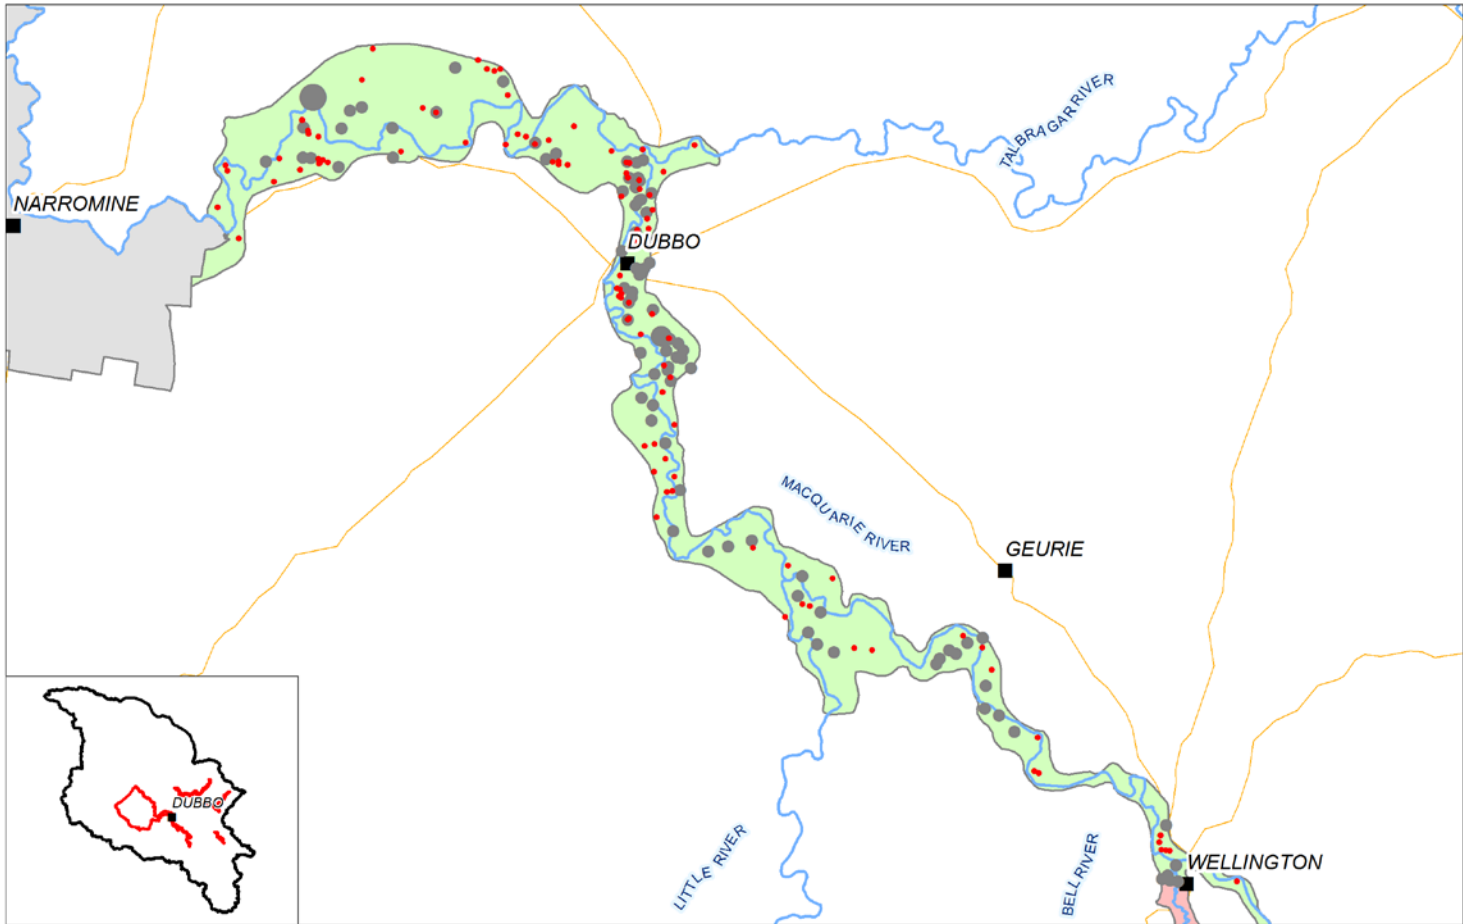 TALBRAGAR RIVER
NARROMINE
DUBBO
MACQUARIE RIVER
GEURIE
DUBBO
LITTLE RIVER
BELL RIVER
WELLINGTON